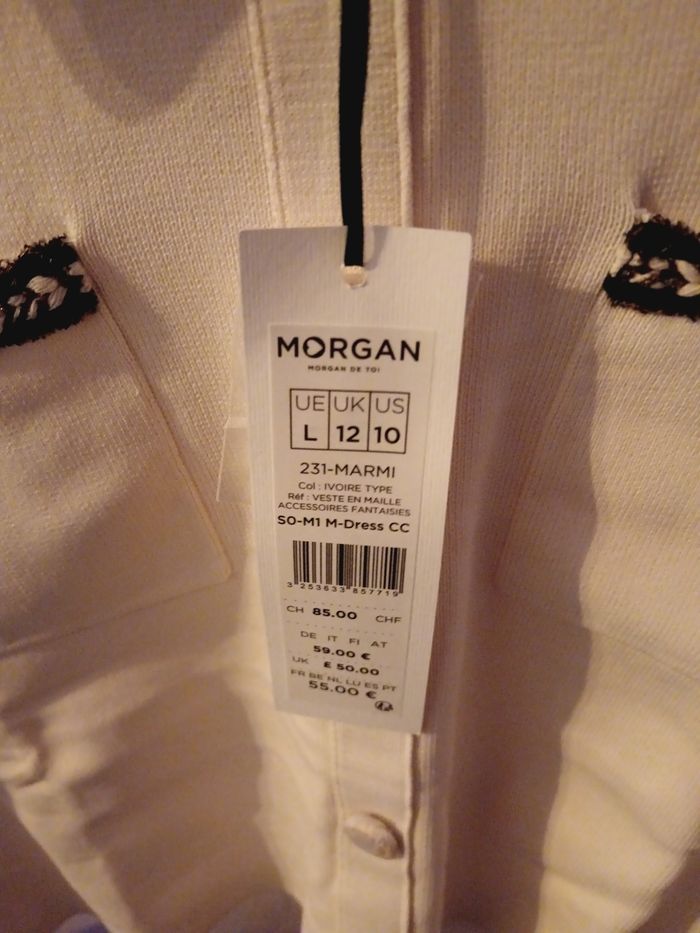 MORGAN
MORGAN DE TOI
UE UK US
L 12 10
231-MARMI
Col : IVOIRE TYPE
Réf : VESTE EN MAILLE
ACCESSOIRES FANTAISIES
S0-M1 M-Dress CC
3 253633 857719
CH 85.00 CHF
DE IT FI AT
59.00 €
UK £ 50.00
FR BE NL LU ES PT
55.00 €